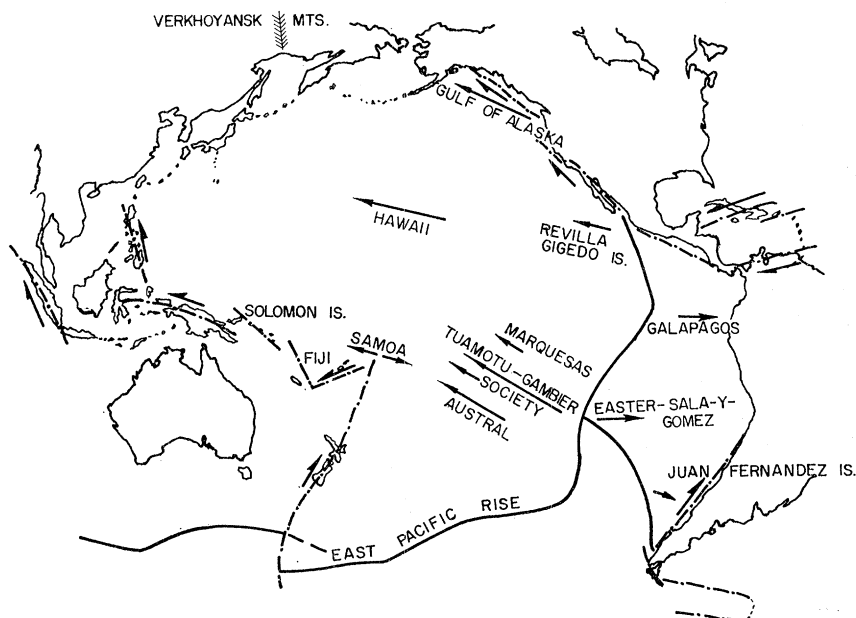 VERKHOYANSK MTS.
GULF OF ALASKA
HAWAII
REVILLA
GIGEDO IS.
SOLOMON IS.
SAMOA
FIJI
GALAPAGOS
MARQUESAS
TUAMOTU-GAMBIER
SOCIETY
AUSTRAL
EASTER-SALA-Y-
GOMEZ
JUAN FERNANDEZ IS.
EAST PACIFIC RISE